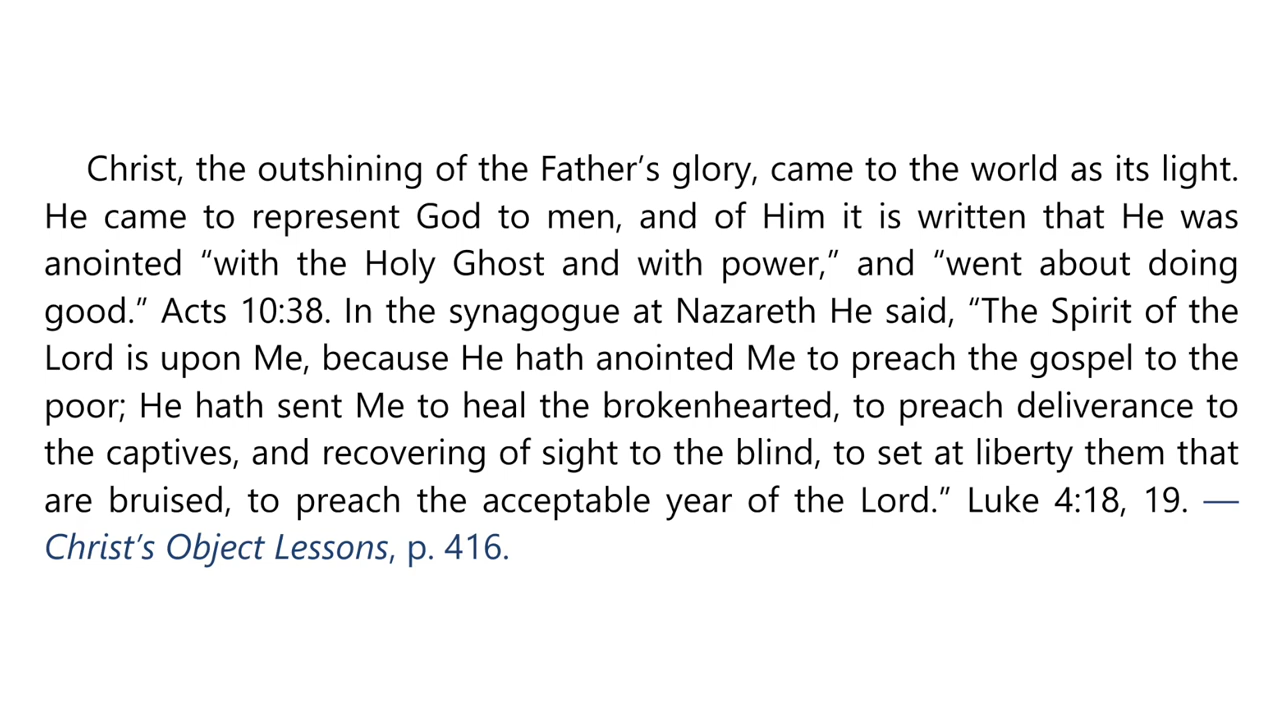 Christ, the outshining of the Father’s glory, came to the world as its light.
He came to represent God to men, and of Him it is written that He was
anointed “with the Holy Ghost and with power,” and “went about doing
good.” Acts 10:38. In the synagogue at Nazareth He said, “The Spirit of the
Lord is upon Me, because He hath anointed Me to preach the gospel to the
poor; He hath sent Me to heal the brokenhearted, to preach deliverance to
the captives, and recovering of sight to the blind, to set at liberty them that
are bruised, to preach the acceptable year of the Lord.” Luke 4:18, 19. —
Christ’s Object Lessons, p. 416.